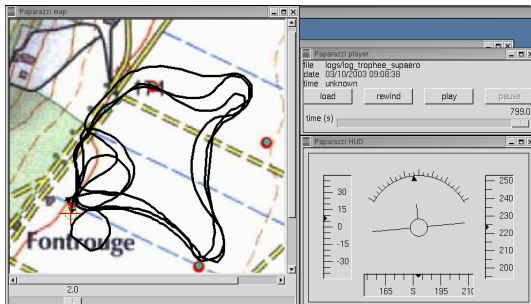 Paparazzi map
Fontrouge
2.0
Paparazzi player
file logs/log_trophee_supaero
date 03/10/2003 09:08:38
time unknown
load rewind play pause
time (s) 799.0
Paparazzi HUD
30
15
0
-15
-30
250
240
230
220
210
200
165 S 195 210